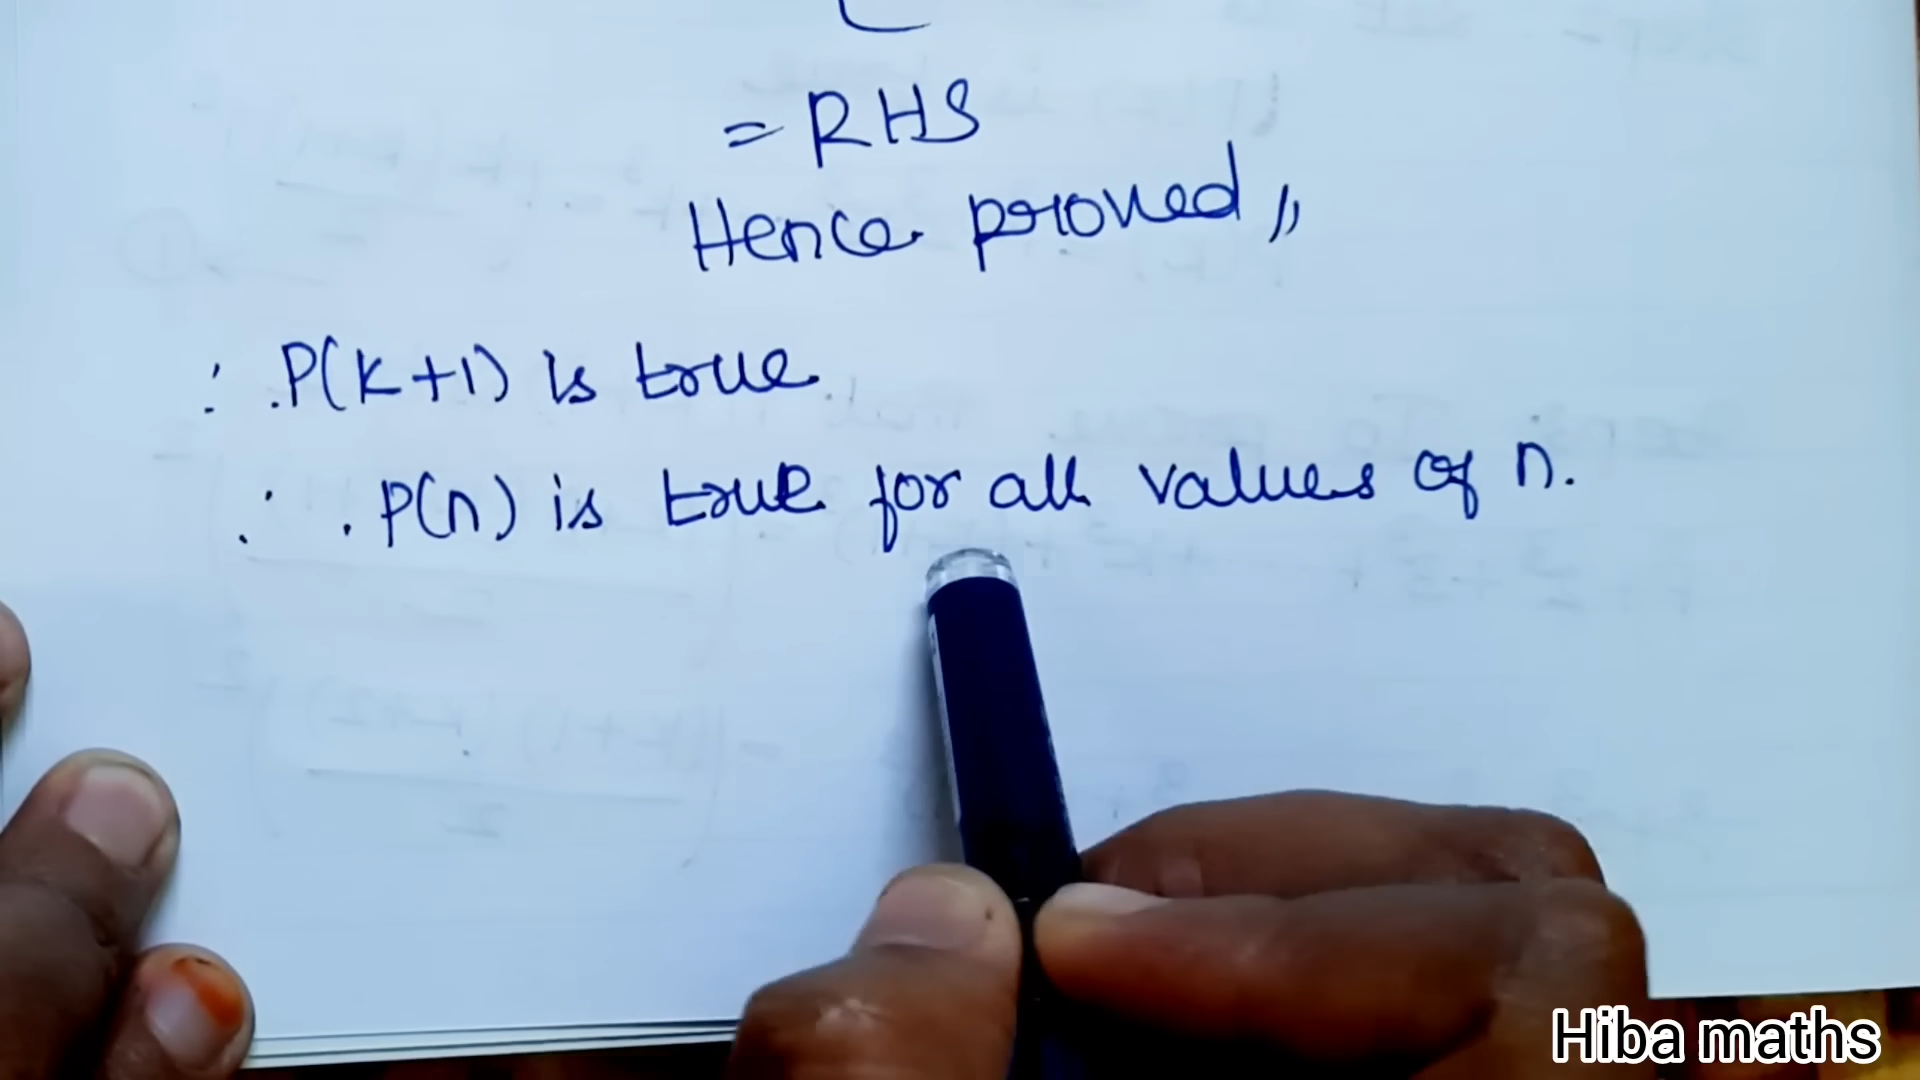 = RHS
Hence proved,,
∴ P(K+1) is true.
∴ P(n) is true for all values of n.
Hiba maths